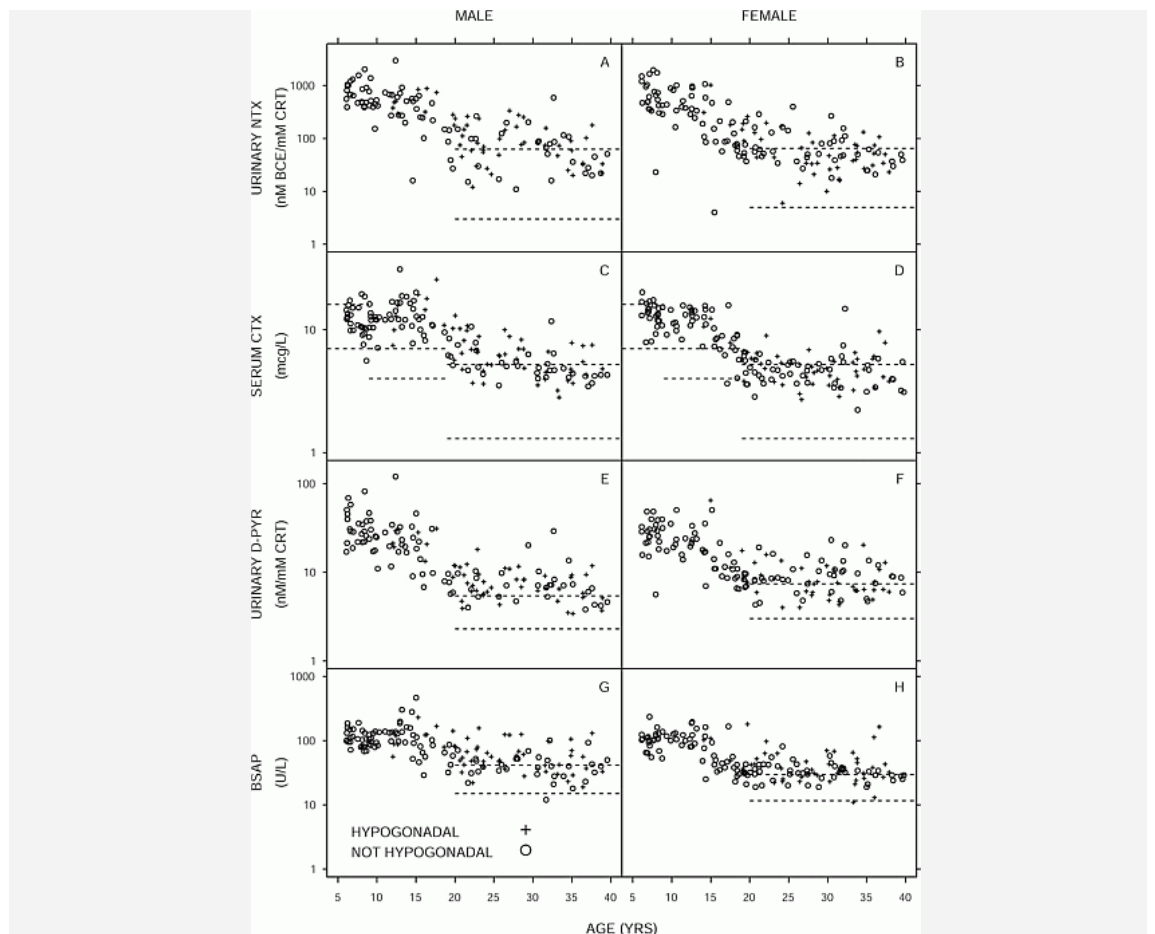 MALE
FEMALE
A
B
URINARY NTX
(nM BCE/mM CRT)
1000
100
10
1
C
D
SERUM CTX
(mcg/L)
10
1
E
F
URINARY D-PYR
(nM/mM CRT)
100
10
1
G
H
BSAP
(U/L)
1000
100
10
1
HYPOGONADAL +
NOT HYPOGONADAL O
5 10 15 20 25 30 35 40 5 10 15 20 25 30 35 40
AGE (YRS)